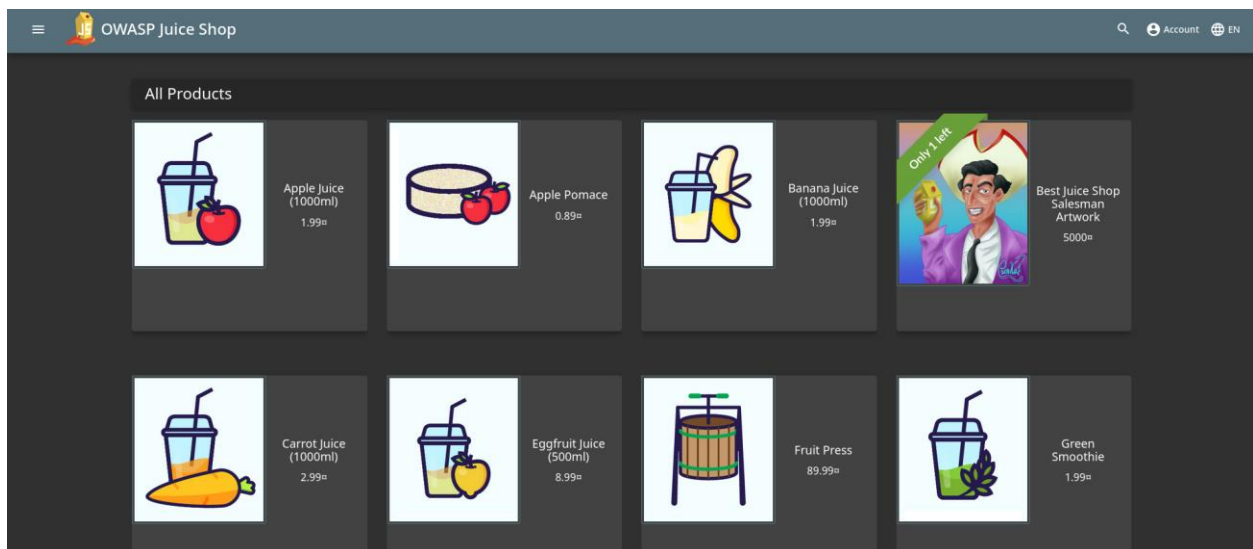 OWASP Juice Shop
Account
EN
All Products
Apple Juice
(1000ml)
1.99¤
Apple Pomace
0.89¤
Banana Juice
(1000ml)
1.99¤
Only 1 left
Best Juice Shop
Salesman
Artwork
5000¤
Carrot Juice
(1000ml)
2.99¤
Eggfruit Juice
(500ml)
8.99¤
Fruit Press
89.99¤
Green
Smoothie
1.99¤